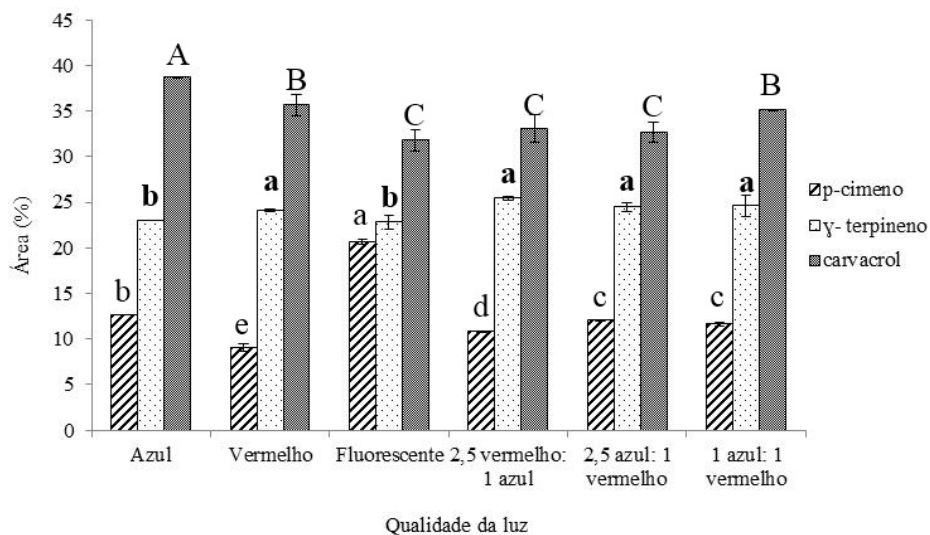 45
40
35
30
25
20
15
10
5
0
Área (%)
A
B
C
C
C
B
b
a
b
a
a
a
b
e
a
d
c
c
Azul
Vermelho
Fluorescente
2,5 vermelho:
1 azul
2,5 azul: 1
vermelho
1 azul: 1
vermelho
Qualidade da luz
p-cimeno
γ- terpineno
carvacrol